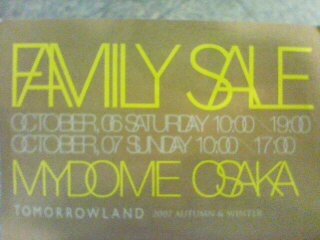 FAMILY SALE
OCTOBER, 06 SATURDAY 10:00 19:00
OCTOBER, 07 SUNDAY 10:00 17:00
MYDOME OSAKA
TOMORROWLAND 2007 AUTUMN & WINTER